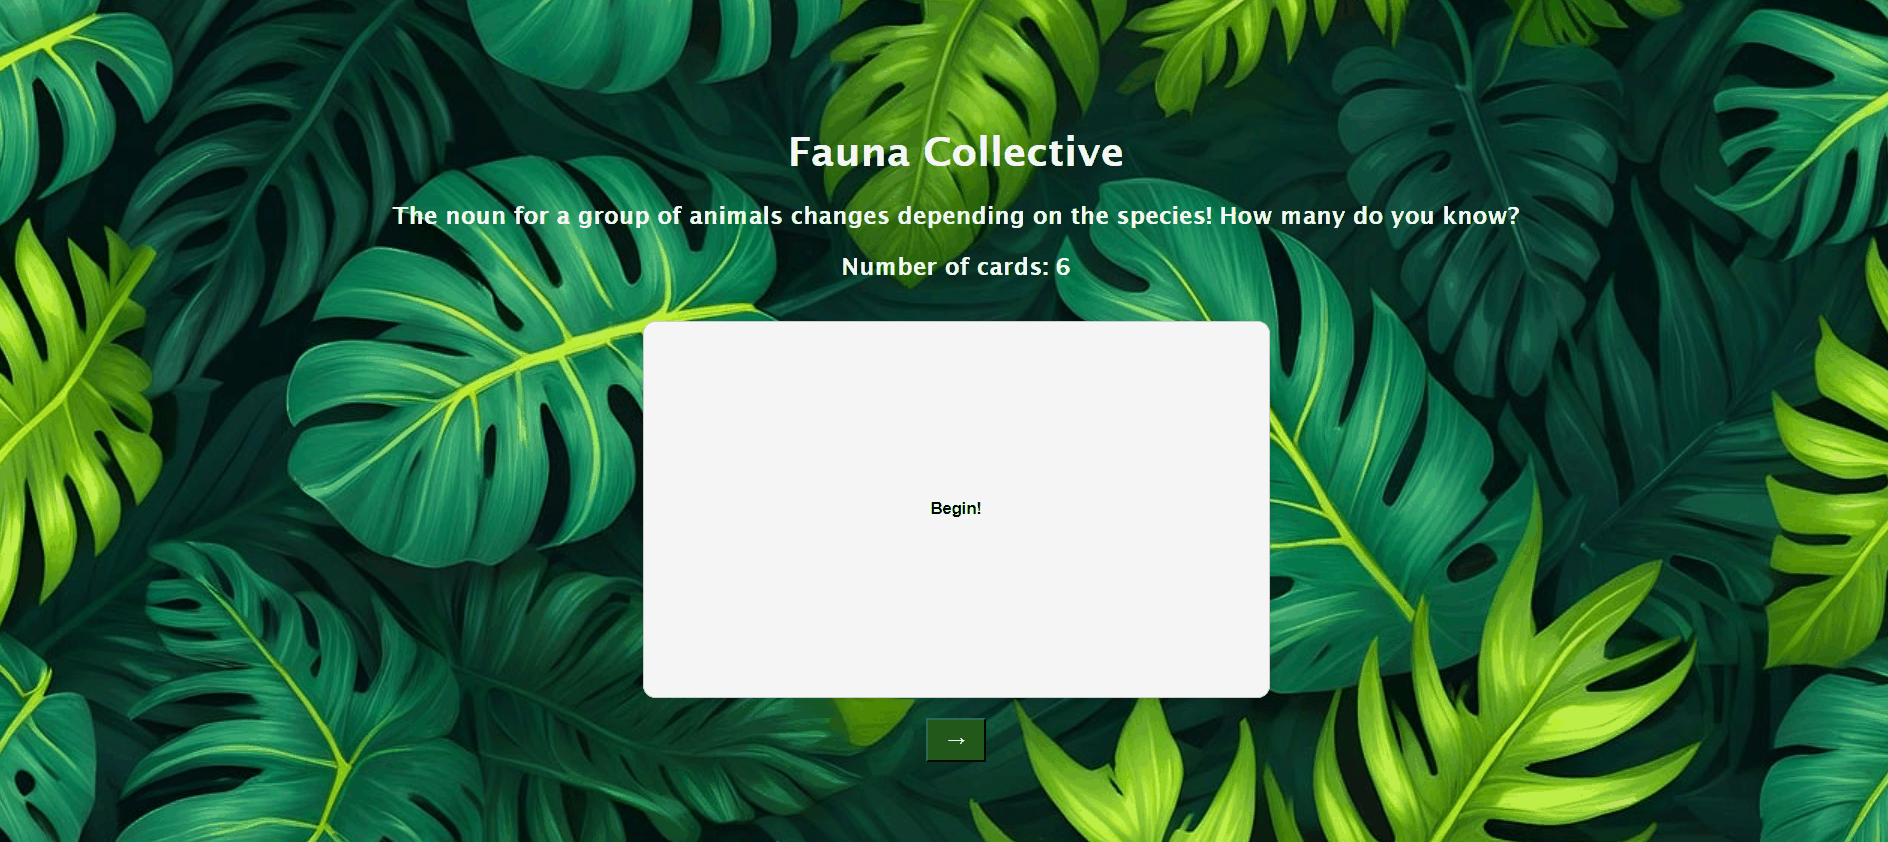 Fauna Collective
The noun for a group of animals changes depending on the species! How many do you know?
Number of cards: 6
Begin!
→